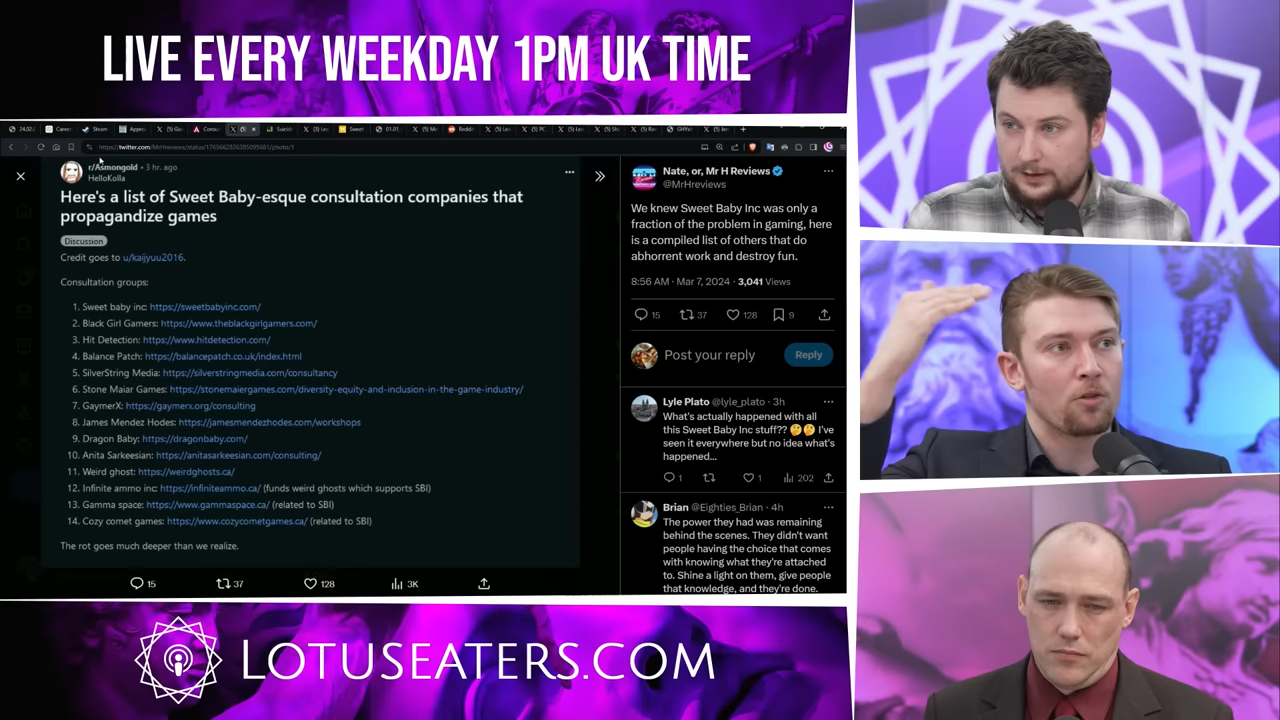 LIVE EVERY WEEKDAY 1PM UK TIME
https://twitter.com/MrHreviews/status/1765662836385095681/photo/1
r/Asmongold • 3 hr. ago
HelloKolla
Here's a list of Sweet Baby-esque consultation companies that
propagandize games
Discussion
Credit goes to u/kaijyuu2016.
Consultation groups:
1. Sweet baby inc: https://sweetbabyinc.com/
2. Black Girl Gamers: https://www.theblackgirlgamers.com/
3. Hit Detection: https://www.hitdetection.com/
4. Balance Patch: https://balancepatch.co.uk/index.html
5. SilverString Media: https://silverstringmedia.com/consultancy
6. Stone Maiar Games: https://stonemaiergames.com/diversity-equity-and-inclusion-in-the-game-industry/
7. GaymerX: https://gaymerx.org/consulting
8. James Mendez Hodes: https://jamesmendezhodes.com/workshops
9. Dragon Baby: https://dragonbaby.com/
10. Anita Sarkeesian: https://anitasarkeesian.com/consulting/
11. Weird ghost: https://weirdghosts.ca/
12. Infinite ammo inc: https://infiniteammo.ca/ (funds weird ghosts which supports SBI)
13. Gamma space: https://www.gammaspace.ca/ (related to SBI)
14. Cozy comet games: https://www.cozycometgames.ca/ (related to SBI)
The rot goes much deeper than we realize.
15 37 128 3K
Nate, or, Mr H Reviews
@MrHreviews
We knew Sweet Baby Inc was only a
fraction of the problem in gaming, here
is a compiled list of others that do
abhorrent work and destroy fun.
8:56 AM · Mar 7, 2024 · 3,041 Views
15 37 128 9
Post your reply
Reply
Lyle Plato @lyle_plato · 3h
What's actually happened with all
this Sweet Baby Inc stuff?? 🤔🤔 I've
seen it everywhere but no idea what's
happened...
1 1 202
Brian @Eighties_Brian · 4h
The power they had was remaining
behind the scenes. They didn't want
people having the choice that comes
with knowing what they're attached
to. Shine a light on them, give people
that knowledge, and they're done.
LOTUSEATERS.COM